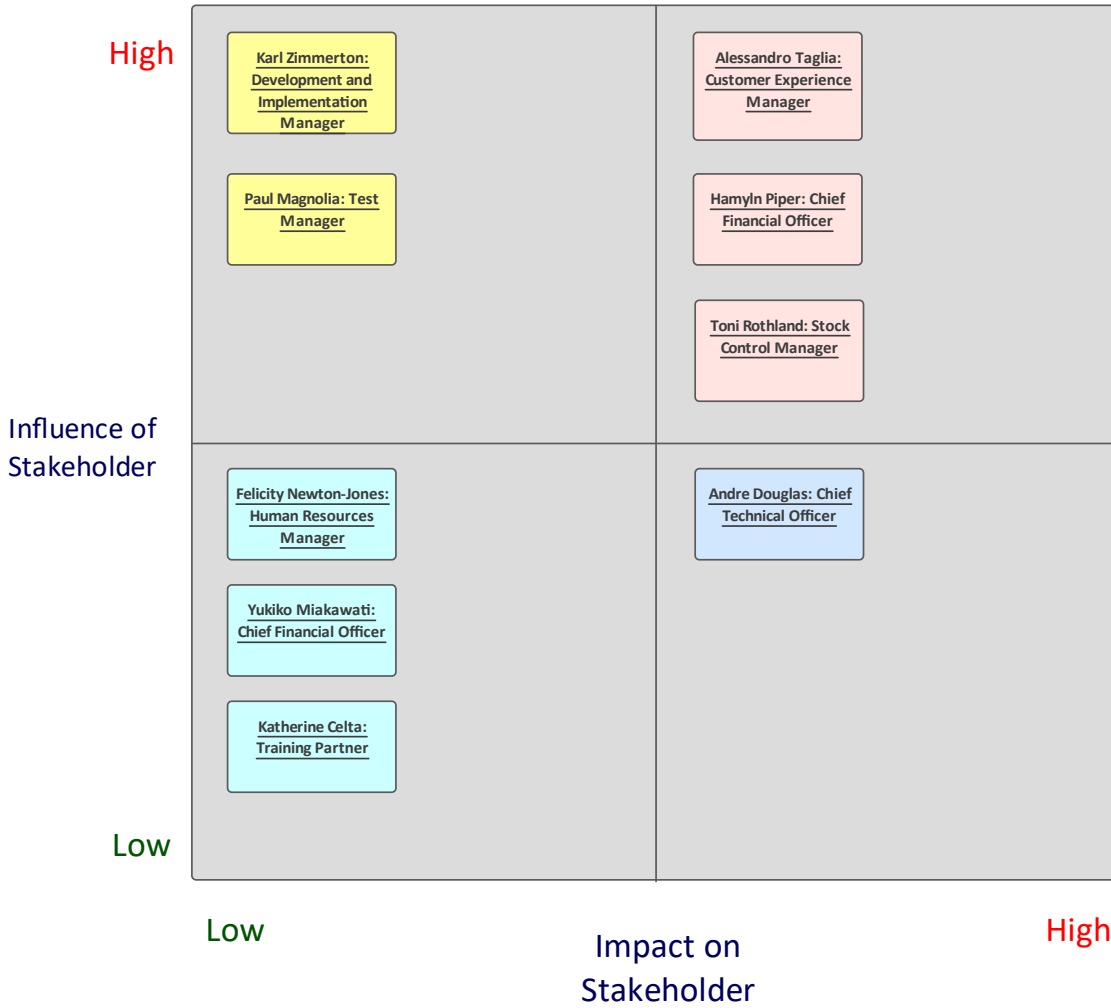 High
Karl Zimmerton:
Development and
Implementation
Manager
Alessandro Taglia:
Customer Experience
Manager
Paul Magnolia: Test
Manager
Hamyln Piper: Chief
Financial Officer
Toni Rothland: Stock
Control Manager
Influence of
Stakeholder
Felicity Newton-Jones:
Human Resources
Manager
Andre Douglas: Chief
Technical Officer
Yukiko Miakawati:
Chief Financial Officer
Katherine Celta:
Training Partner
Low
Low
Impact on
Stakeholder
High